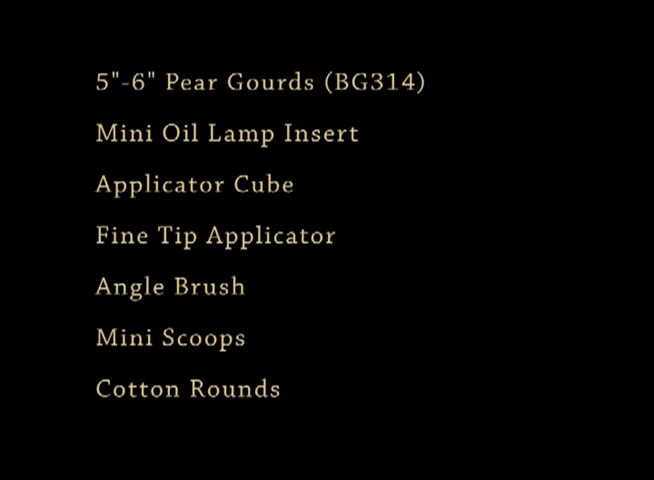 5"-6" Pear Gourds (BG314)
Mini Oil Lamp Insert
Applicator Cube
Fine Tip Applicator
Angle Brush
Mini Scoops
Cotton Rounds